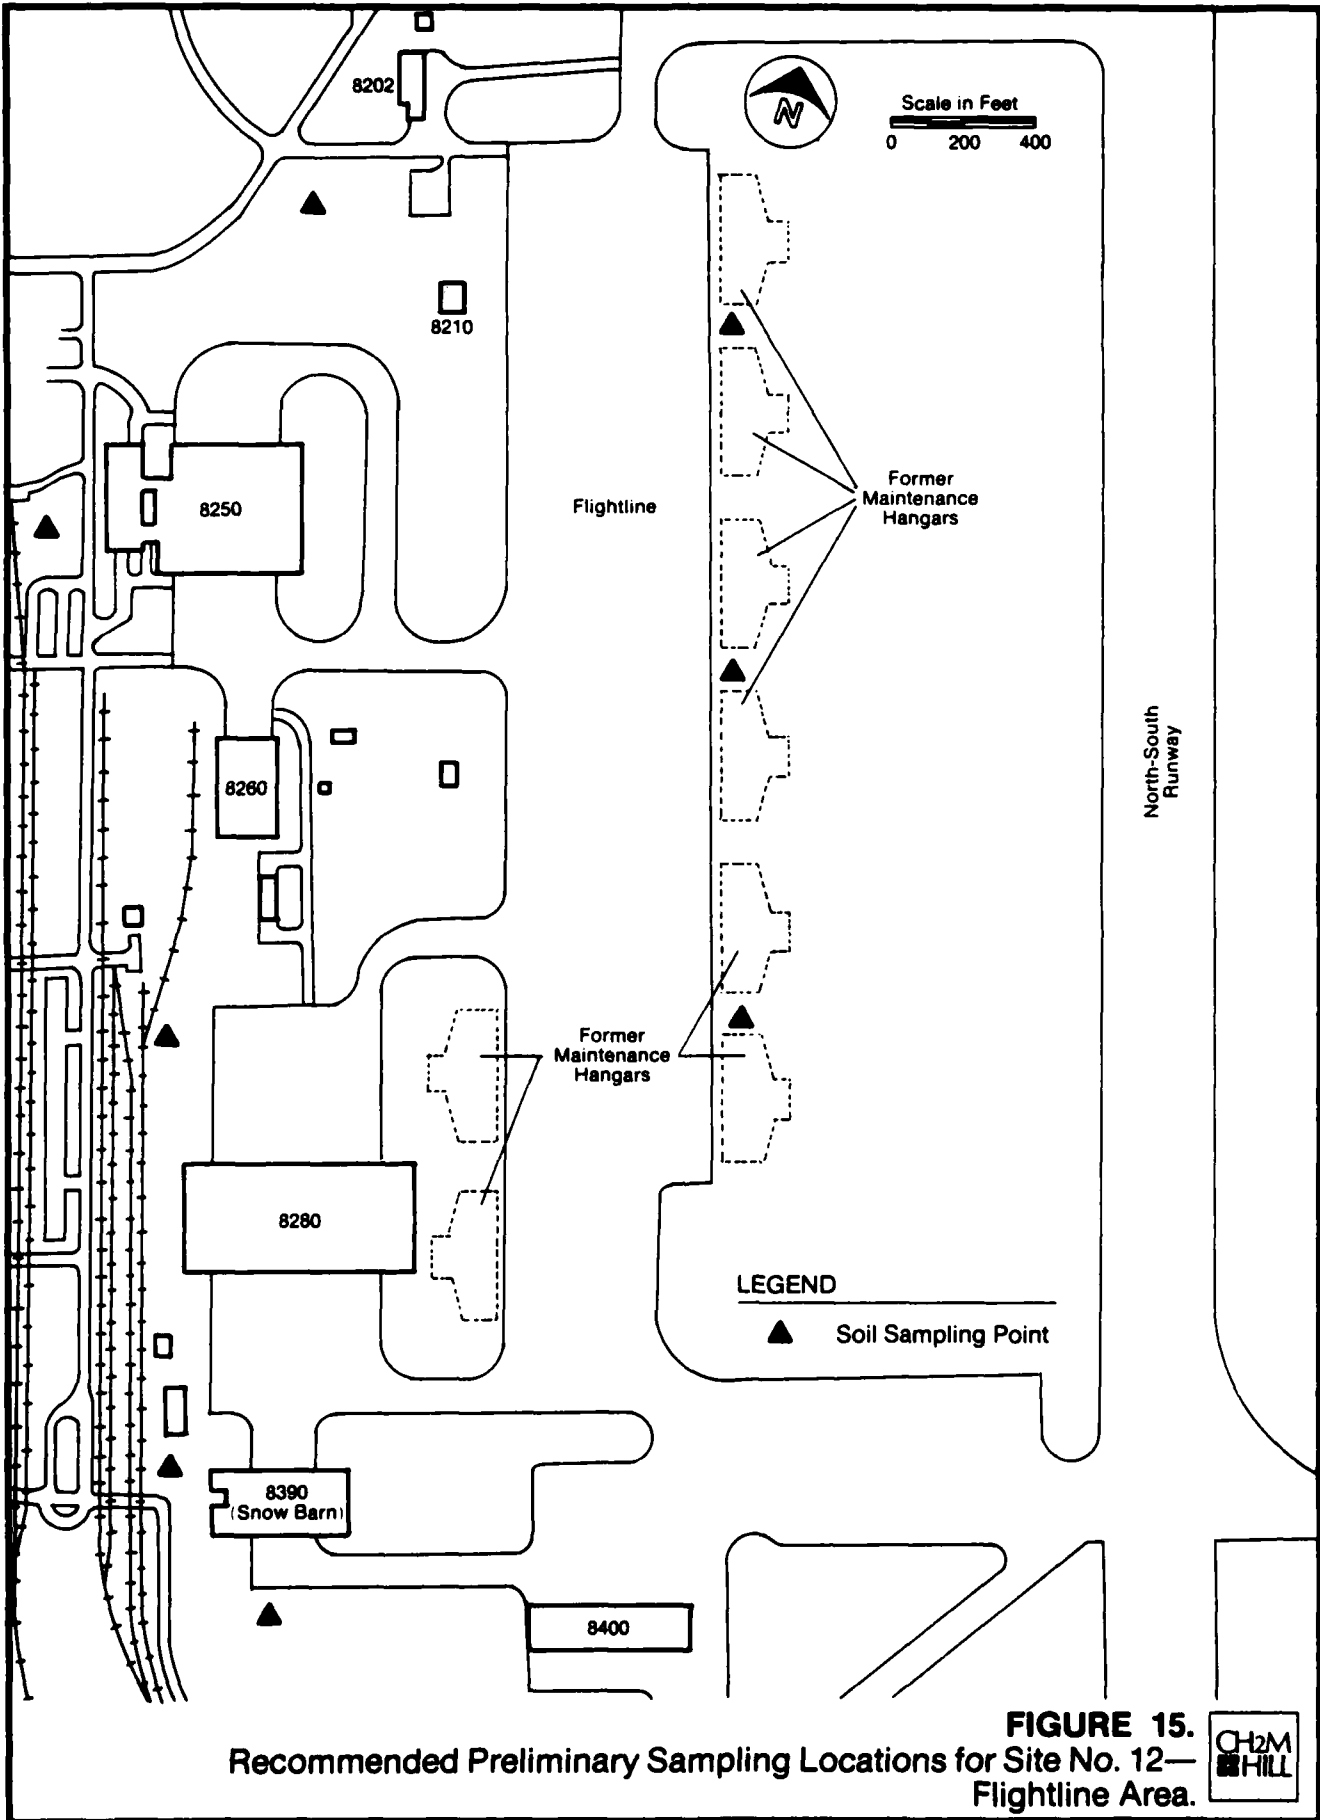 8202
N
Scale in Feet
0 200 400
8210
8250
Flightline
Former
Maintenance
Hangars
North-South
Runway
8260
Former
Maintenance
Hangars
8280
LEGEND
Soil Sampling Point
8390
(Snow Barn)
8400
FIGURE 15.
Recommended Preliminary Sampling Locations for Site No. 12—
Flightline Area.
CH2M
HILL